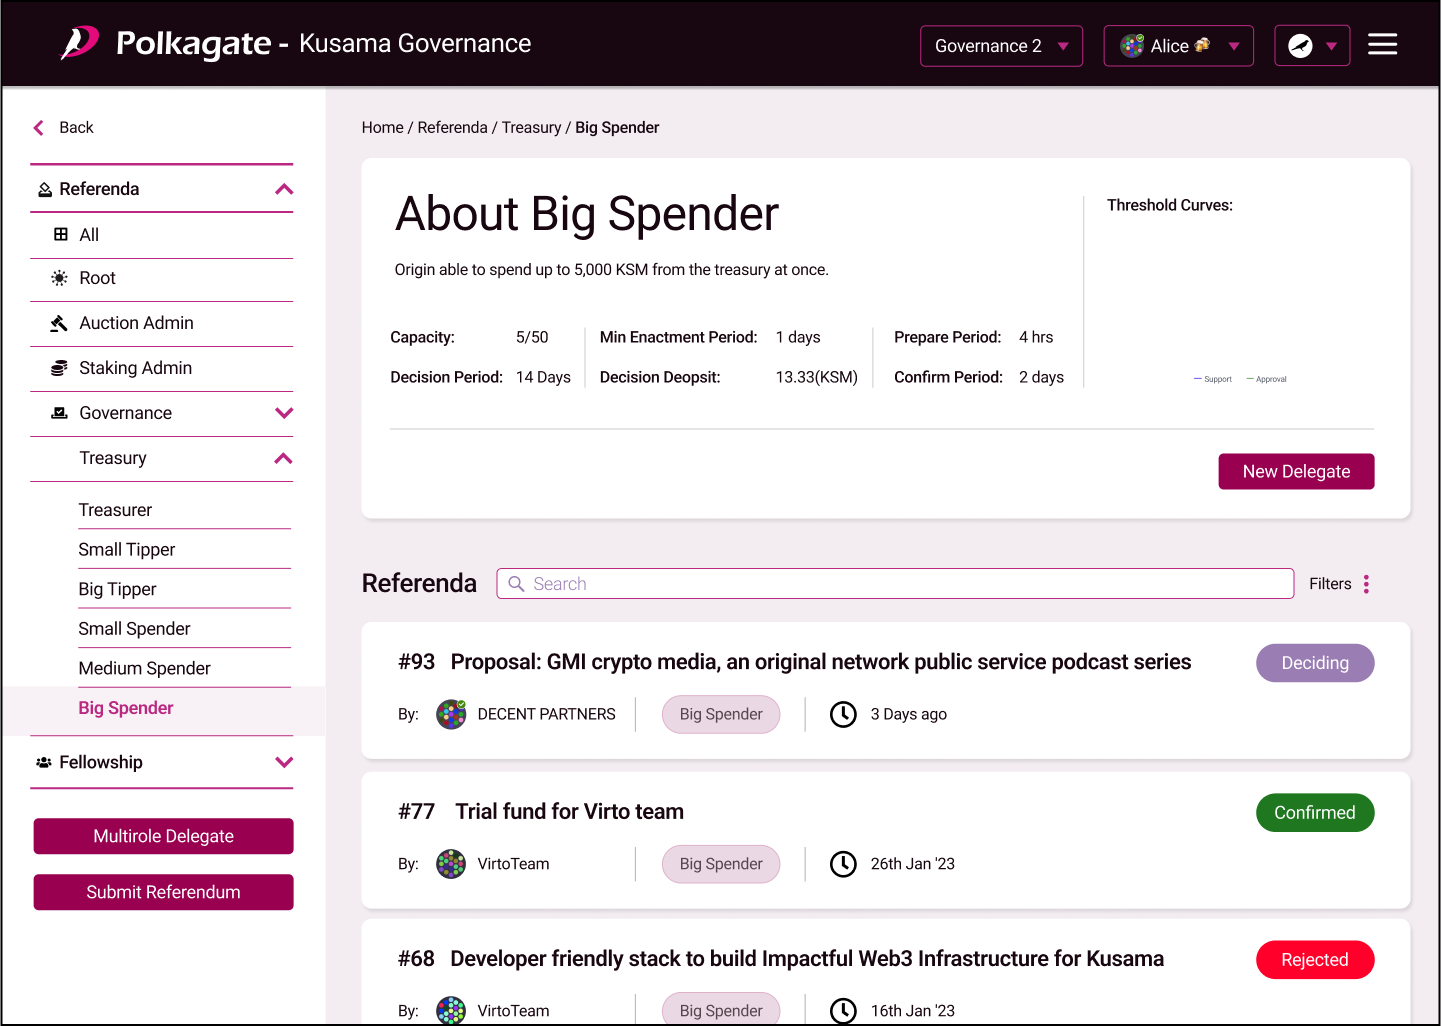 Polkagate - Kusama Governance
Governance 2
Alice
Back
Referenda
All
Root
Auction Admin
Staking Admin
Governance
Treasury
Treasurer
Small Tipper
Big Tipper
Small Spender
Medium Spender
Big Spender
Fellowship
Multirole Delegate
Submit Referendum
Home / Referenda / Treasury / Big Spender
About Big Spender
Origin able to spend up to 5,000 KSM from the treasury at once.
Capacity: 5/50 Min Enactment Period: 1 days Prepare Period: 4 hrs
Decision Period: 14 Days Decision Deopsit: 13.33(KSM) Confirm Period: 2 days
Threshold Curves:
Support Approval
New Delegate
Referenda Search Filters
#93 Proposal: GMI crypto media, an original network public service podcast series Deciding
By: DECENT PARTNERS Big Spender 3 Days ago
#77 Trial fund for Virto team Confirmed
By: VirtoTeam Big Spender 26th Jan '23
#68 Developer friendly stack to build Impactful Web3 Infrastructure for Kusama Rejected
By: VirtoTeam Big Spender 16th Jan '23